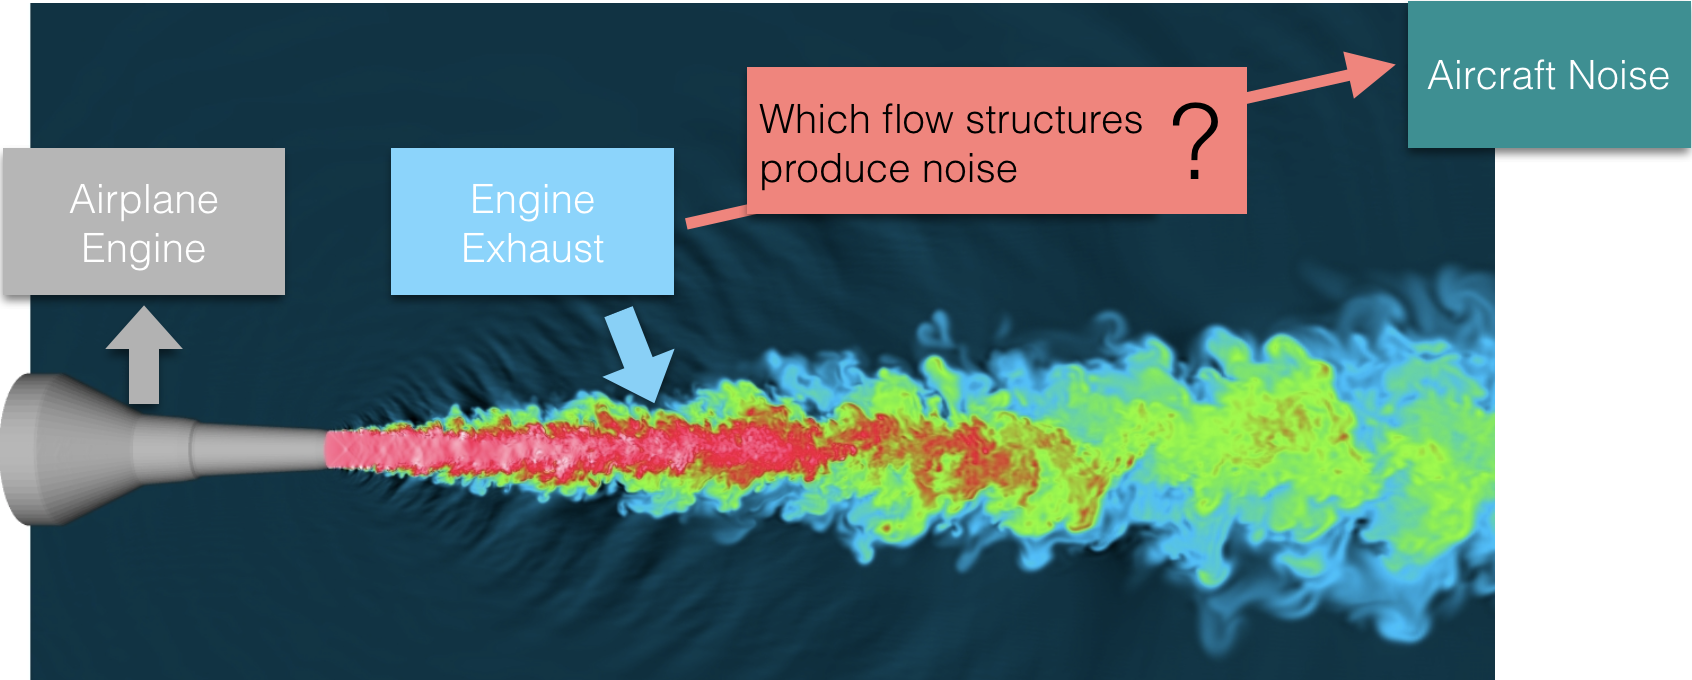 Aircraft Noise
Which flow structures
produce noise
?
Airplane
Engine
Engine
Exhaust